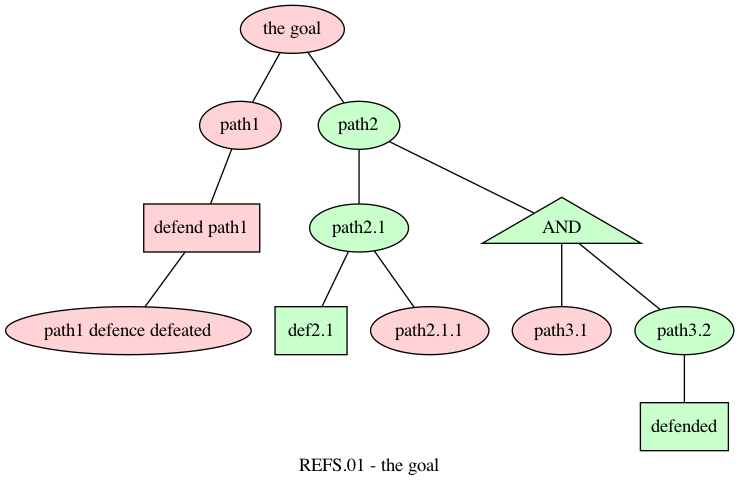 the goal
path1
path2
defend path1
path2.1
AND
path1 defence defeated
def2.1
path2.1.1
path3.1
path3.2
defended
REFS.01 - the goal